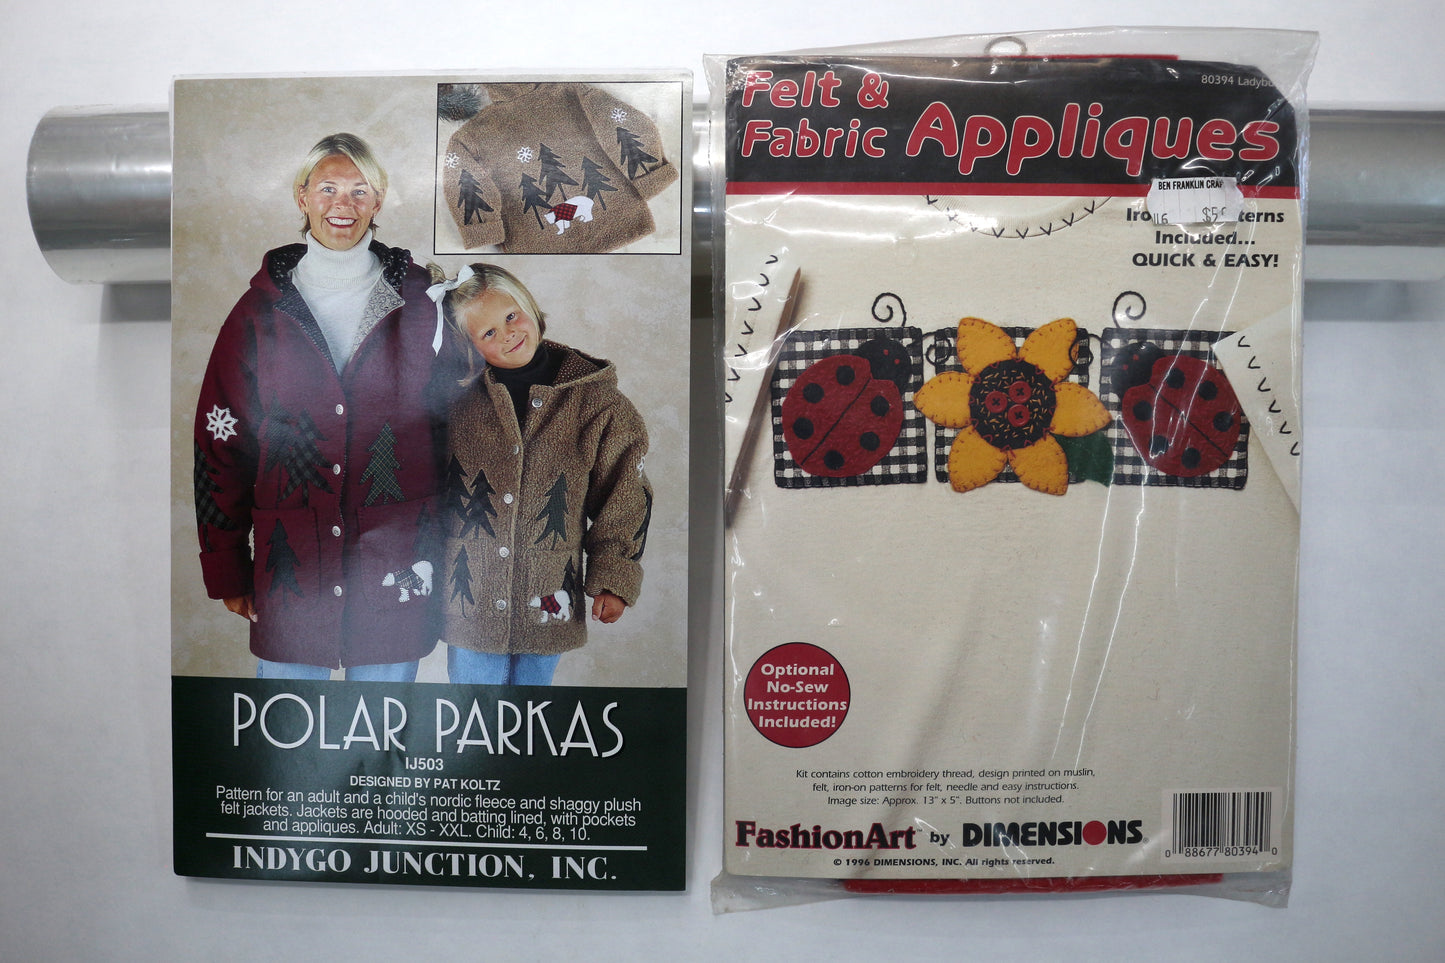 POLAR PARKAS
IJ503
DESIGNED BY PAT KOLTZ
Pattern for an adult and a child's nordic fleece and shaggy plush
felt jackets. Jackets are hooded and batting lined, with pockets
and appliques. Adult: XS - XXL. Child: 4, 6, 8, 10.
INDYGO JUNCTION, INC.
80394
Felt &
Fabric Appliques
BEN FRANKLIN
Included...
QUICK & EASY!
Optional
No-Sew
Instructions
Included!
Kit contains cotton embroidery thread, design printed on muslin,
felt, iron-on patterns for felt, needle and easy instructions.
Image size: Approx. 13" x 5". Buttons not included.
FashionArt™ by DIMENSIONS®
© 1996 DIMENSIONS, INC. All rights reserved.
0 88677 80394 0